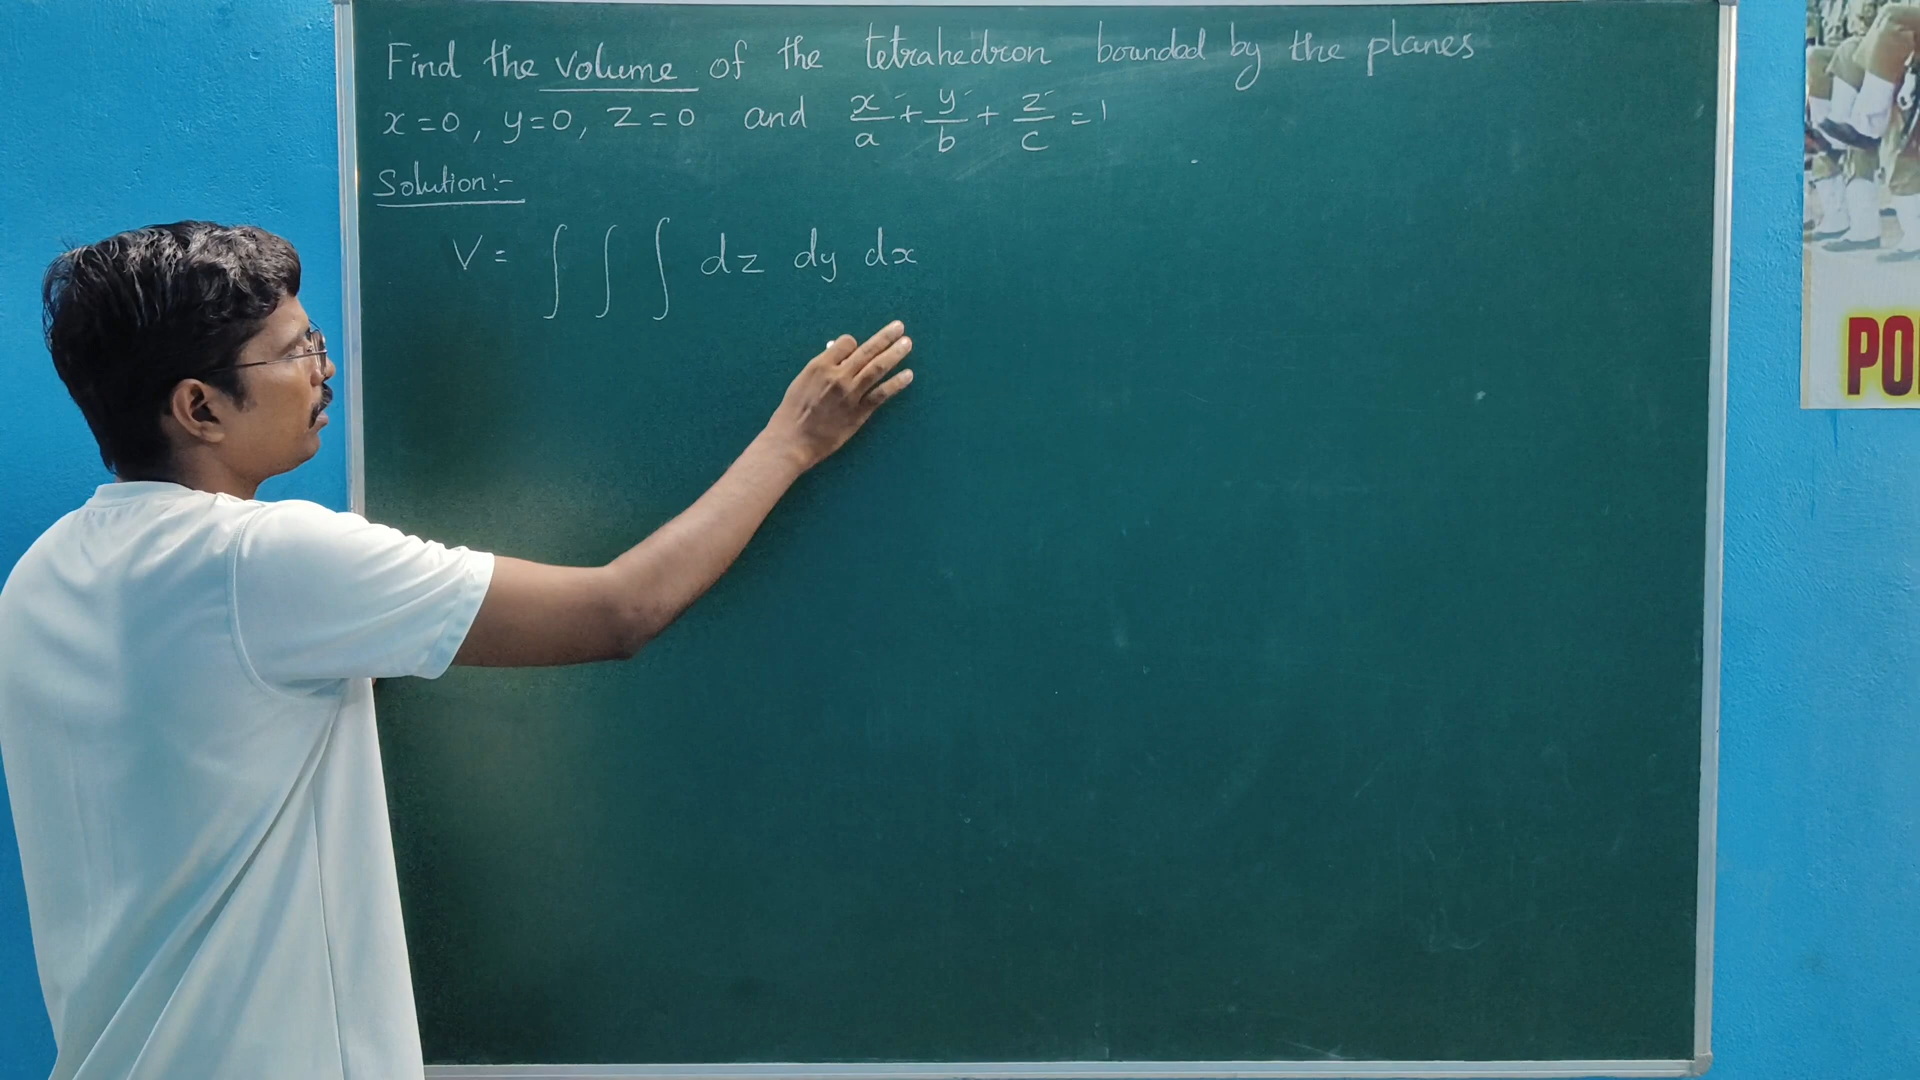 Find the volume of the tetrahedron bounded by the planes
x=0, y=0, z=0 and x/a + y/b + z/c = 1
Solution:-
V = ∫ ∫ ∫ dz dy dx